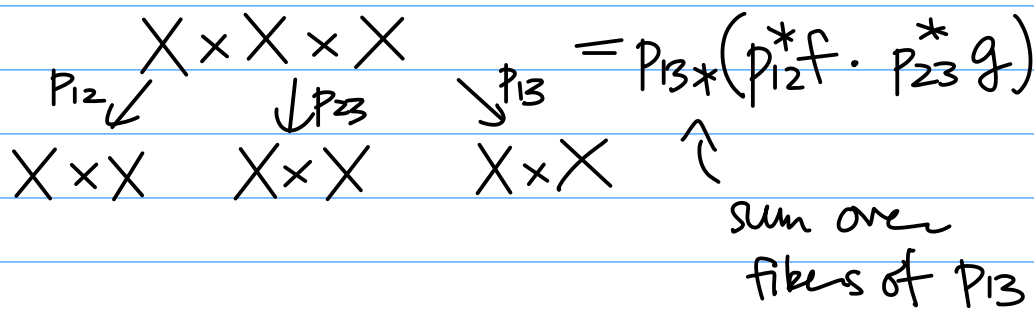 X × X × X = p₁₃*(p₁₂*f · p₂₃*g)
p₁₂ ↙ ↓ p₂₃ ↘ p₁₃
X × X X × X X × X
sum over
fibers of p₁₃